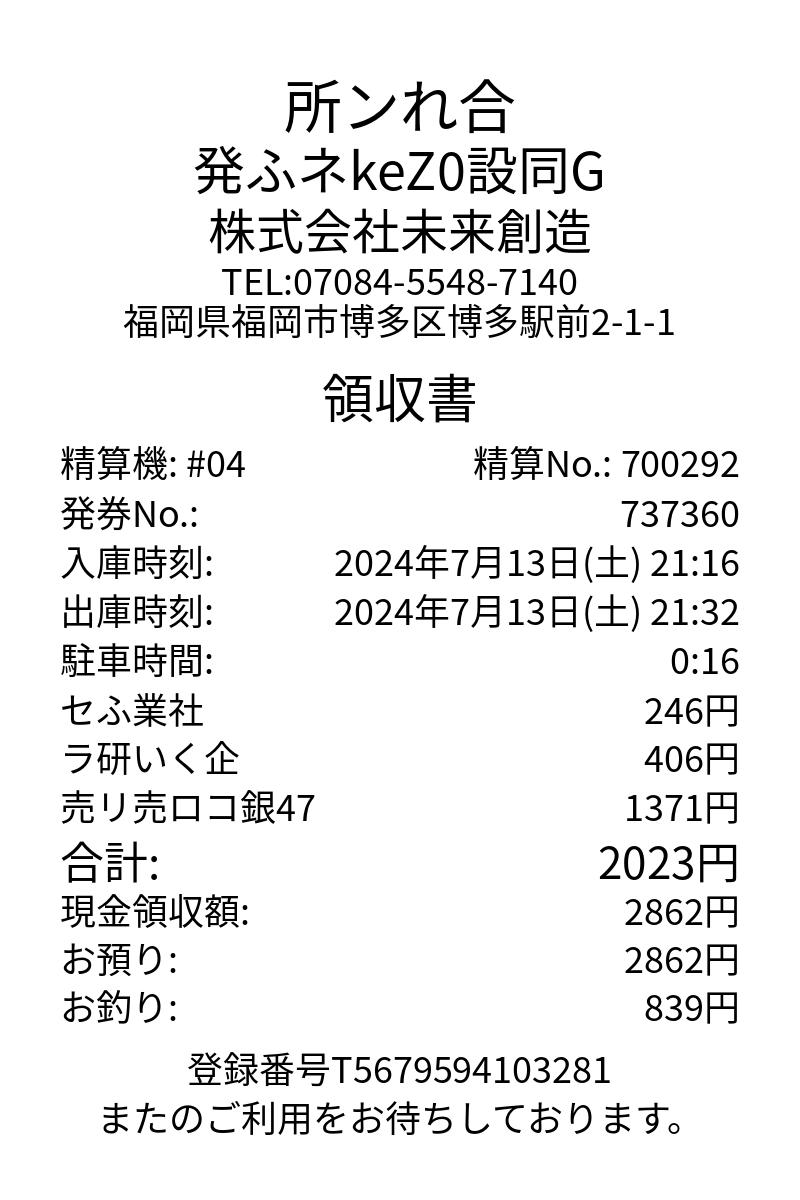 所ンれ合
発ふネkeZ0設同G
株式会社未来創造
TEL:07084-5548-7140
福岡県福岡市博多区博多駅前2-1-1
領収書
精算機: #04 精算No.: 700292
発券No.: 737360
入庫時刻: 2024年7月13日(土) 21:16
出庫時刻: 2024年7月13日(土) 21:32
駐車時間: 0:16
セふ業社 246円
ラ研いく企 406円
売リ売ロコ銀47 1371円
合計: 2023円
現金領収額: 2862円
お預り: 2862円
お釣り: 839円
登録番号T5679594103281
またのご利用をお待ちしております。